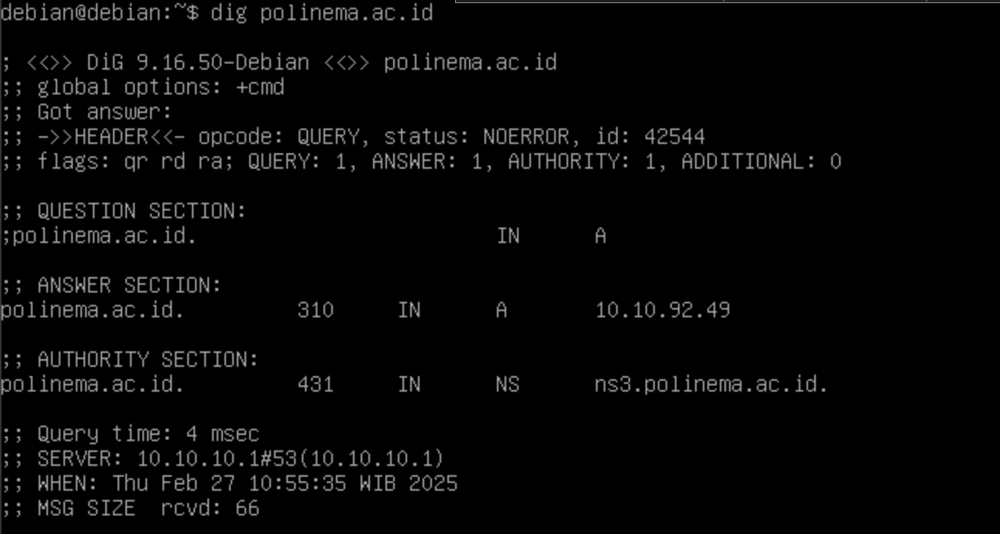 debian@debian:~$ dig polinema.ac.id
; <<>> DiG 9.16.50-Debian <<>> polinema.ac.id
;; global options: +cmd
;; Got answer:
;; ->>HEADER<<- opcode: QUERY, status: NOERROR, id: 42544
;; flags: qr rd ra; QUERY: 1, ANSWER: 1, AUTHORITY: 1, ADDITIONAL: 0
;; QUESTION SECTION:
;polinema.ac.id. IN A
;; ANSWER SECTION:
polinema.ac.id. 310 IN A 10.10.92.49
;; AUTHORITY SECTION:
polinema.ac.id. 431 IN NS ns3.polinema.ac.id.
;; Query time: 4 msec
;; SERVER: 10.10.10.1#53(10.10.10.1)
;; WHEN: Thu Feb 27 10:55:35 WIB 2025
;; MSG SIZE  rcvd: 66